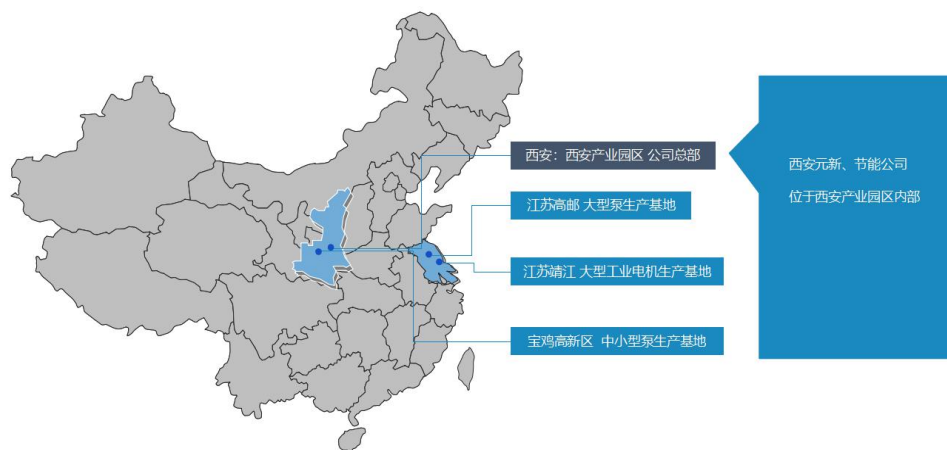 西安：西安产业园区 公司总部
江苏高邮 大型泵生产基地
江苏靖江 大型工业电机生产基地
宝鸡高新区 中小型泵生产基地
西安元新、节能公司
位于西安产业园区内部